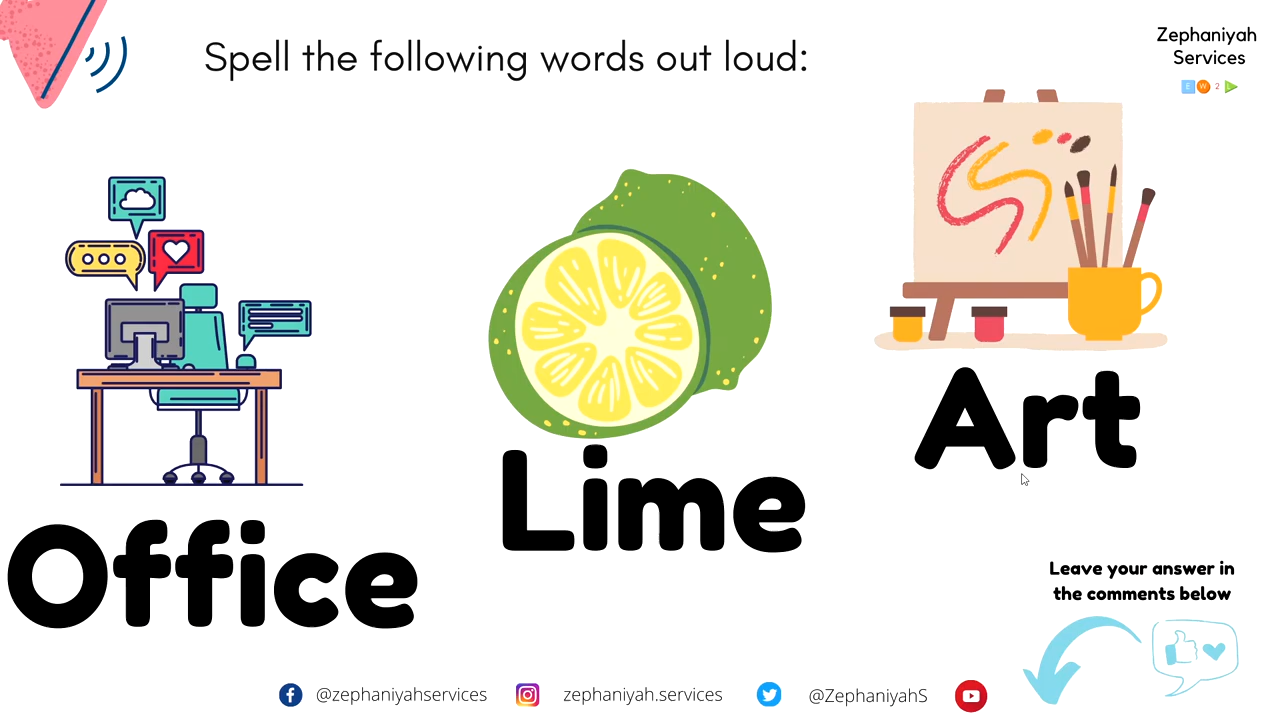 Spell the following words out loud:
Zephaniyah
Services
E W 2 L
Office
Lime
Art
Leave your answer in
the comments below
@zephaniyahservices
zephaniyah.services
@ZephaniyahS